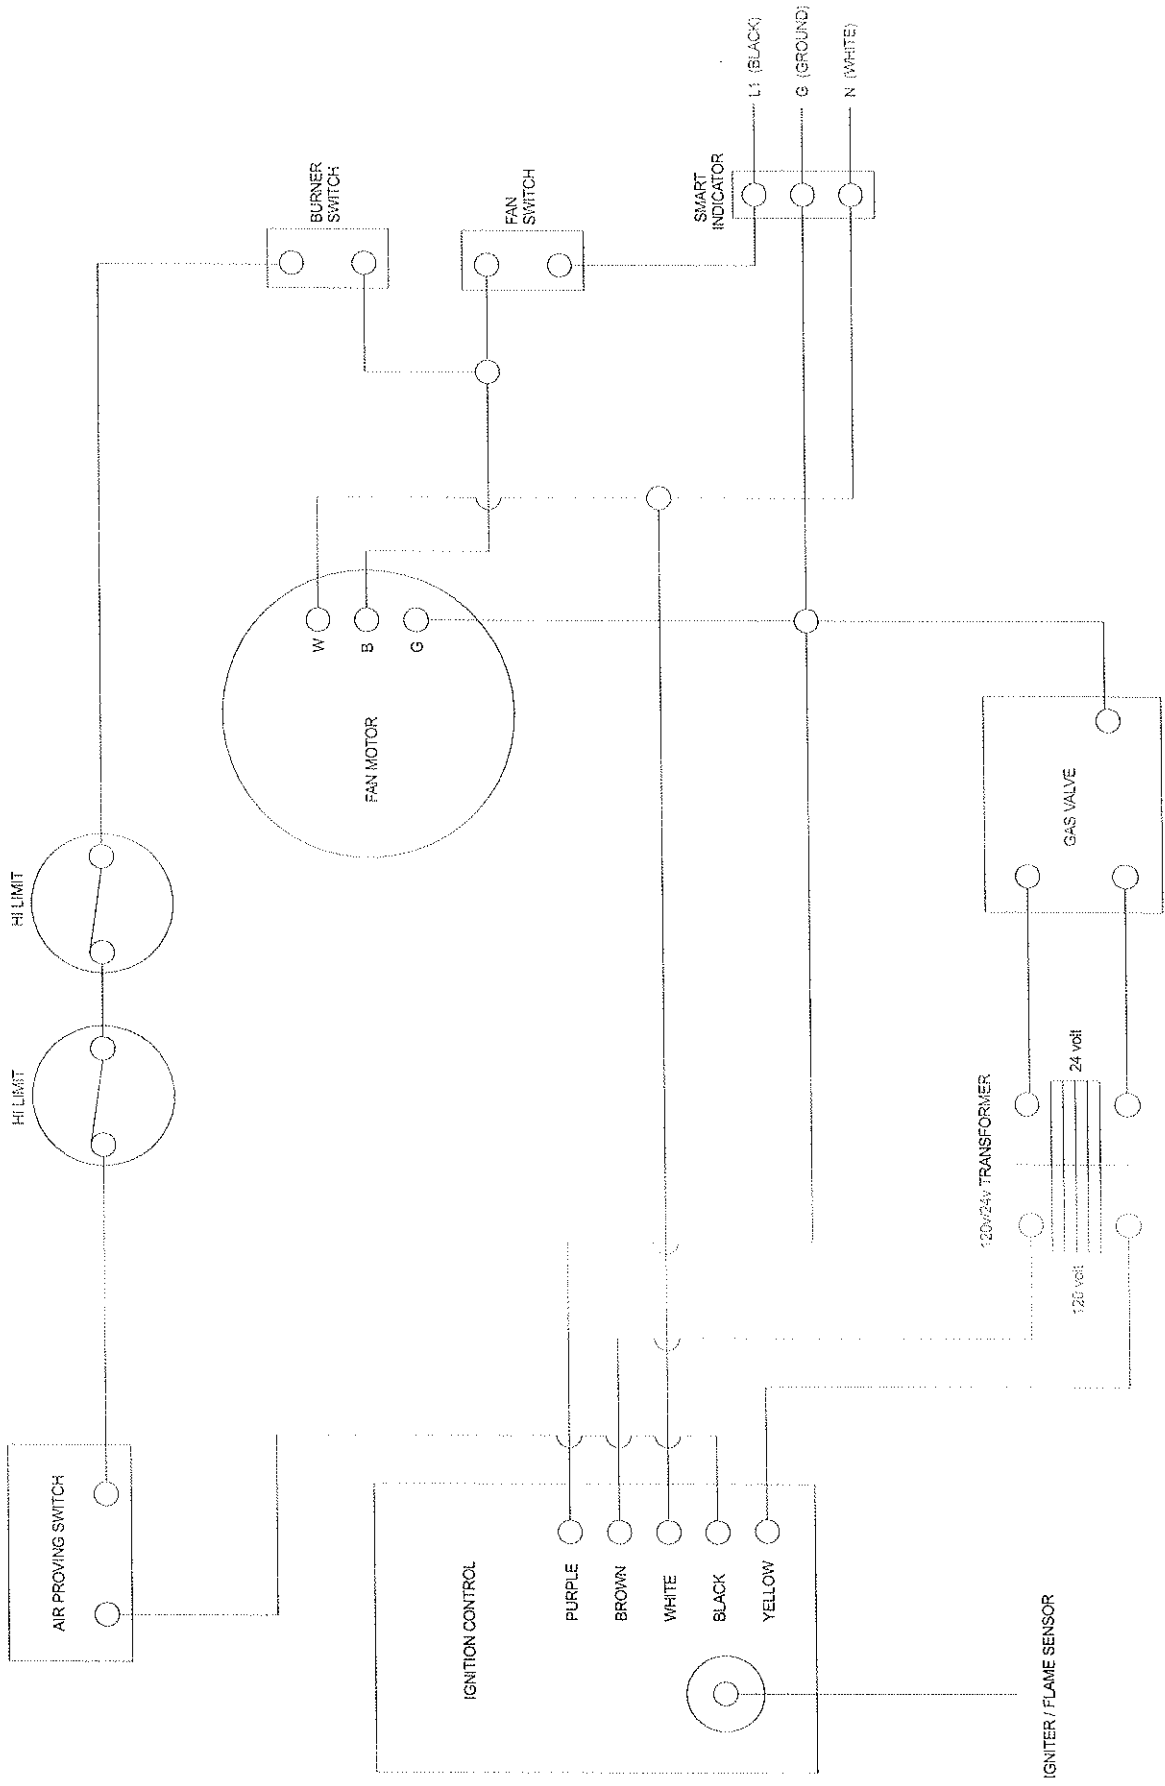 AIR PROVING SWITCH
HI LIMIT
HI LIMIT
BURNER
SWITCH
FAN
SWITCH
SMART
INDICATOR
L1 (BLACK)
G (GROUND)
N (WHITE)
FAN MOTOR
W
B
G
IGNITION CONTROL
PURPLE
BROWN
WHITE
BLACK
YELLOW
120v/24v TRANSFORMER
120 volt
24 volt
GAS VALVE
IGNITER / FLAME SENSOR